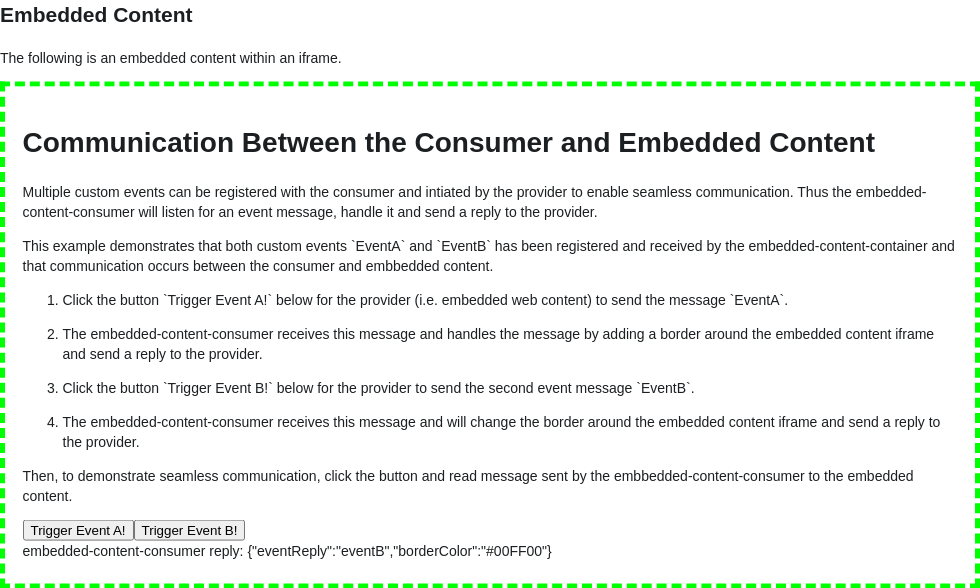 Embedded Content
The following is an embedded content within an iframe.
Communication Between the Consumer and Embedded Content
Multiple custom events can be registered with the consumer and intiated by the provider to enable seamless communication. Thus the embedded-
content-consumer will listen for an event message, handle it and send a reply to the provider.
This example demonstrates that both custom events `EventA` and `EventB` has been registered and received by the embedded-content-container and
that communication occurs between the consumer and embbedded content.
1. Click the button `Trigger Event A!` below for the provider (i.e. embedded web content) to send the message `EventA`.
2. The embedded-content-consumer receives this message and handles the message by adding a border around the embedded content iframe
and send a reply to the provider.
3. Click the button `Trigger Event B!` below for the provider to send the second event message `EventB`.
4. The embedded-content-consumer receives this message and will change the border around the embedded content iframe and send a reply to
the provider.
Then, to demonstrate seamless communication, click the button and read message sent by the embbedded-content-consumer to the embedded
content.
Trigger Event A! Trigger Event B!
embedded-content-consumer reply: {"eventReply":"eventB","borderColor":"#00FF00"}